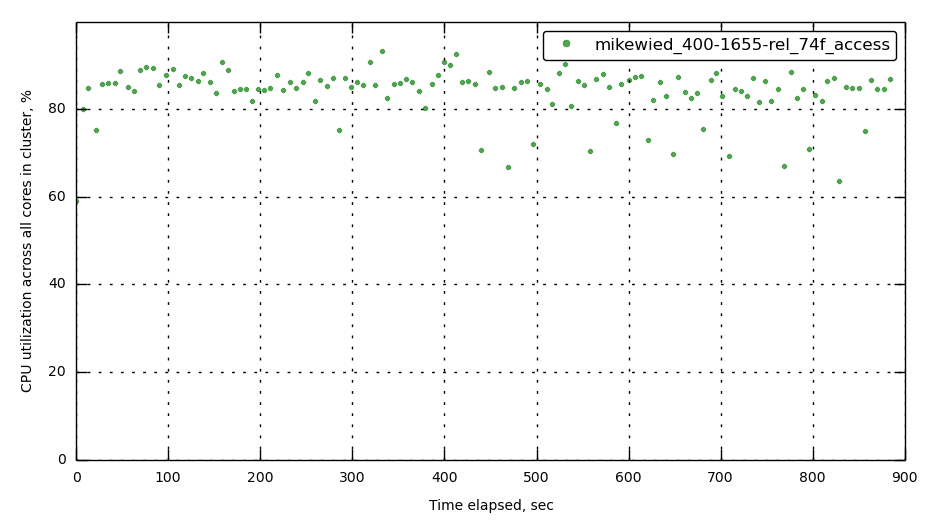 mikewied_400-1655-rel_74f_access
CPU utilization across all cores in cluster, %
80
60
40
20
0
0 100 200 300 400 500 600 700 800 900
Time elapsed, sec